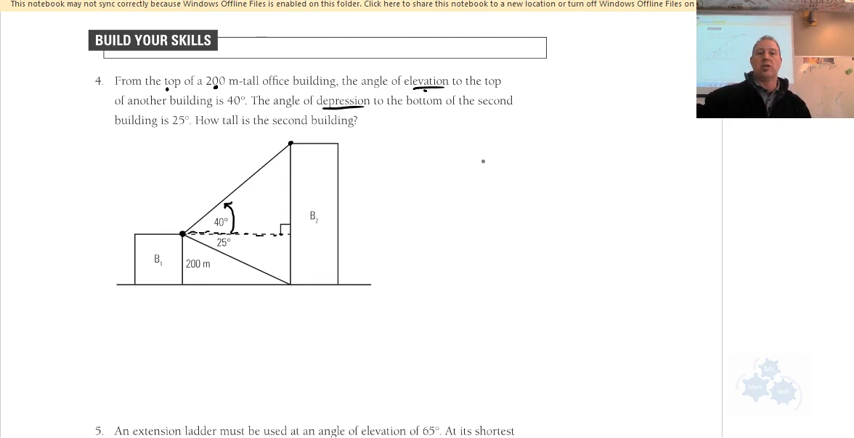 This notebook may not sync correctly because Windows Offline Files is enabled on this folder. Click here to share this notebook to a new location or turn off Windows Offline Files on
BUILD YOUR SKILLS
4. From the top of a 200 m-tall office building, the angle of elevation to the top
of another building is 40°. The angle of depression to the bottom of the second
building is 25°. How tall is the second building?
40°
B₂
25°
B₁
200 m
5. An extension ladder must be used at an angle of elevation of 65°. At its shortest